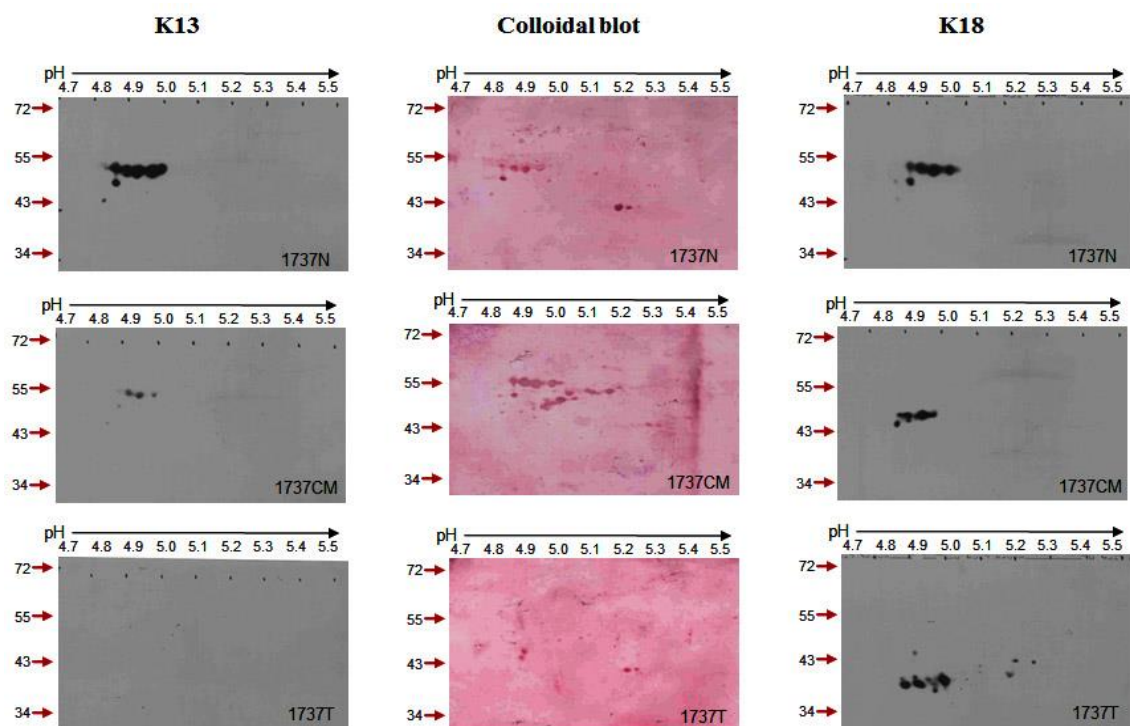 K13 Colloidal blot K18
pH pH pH
4.7 4.8 4.9 5.0 5.1 5.2 5.3 5.4 5.5 4.7 4.8 4.9 5.0 5.1 5.2 5.3 5.4 5.5 4.7 4.8 4.9 5.0 5.1 5.2 5.3 5.4 5.5
72 72 72
55 55 55
43 43 43
34 34 34
1737N 1737N 1737N
pH pH pH
4.7 4.8 4.9 5.0 5.1 5.2 5.3 5.4 5.5 4.7 4.8 4.9 5.0 5.1 5.2 5.3 5.4 5.5 4.7 4.8 4.9 5.0 5.1 5.2 5.3 5.4 5.5
72 72 72
55 55 55
43 43 43
34 34 34
1737CM 1737CM 1737CM
pH pH pH
4.7 4.8 4.9 5.0 5.1 5.2 5.3 5.4 5.5 4.7 4.8 4.9 5.0 5.1 5.2 5.3 5.4 5.5 4.7 4.8 4.9 5.0 5.1 5.2 5.3 5.4 5.5
72 72 72
55 55 55
43 43 43
34 34 34
1737T 1737T 1737T